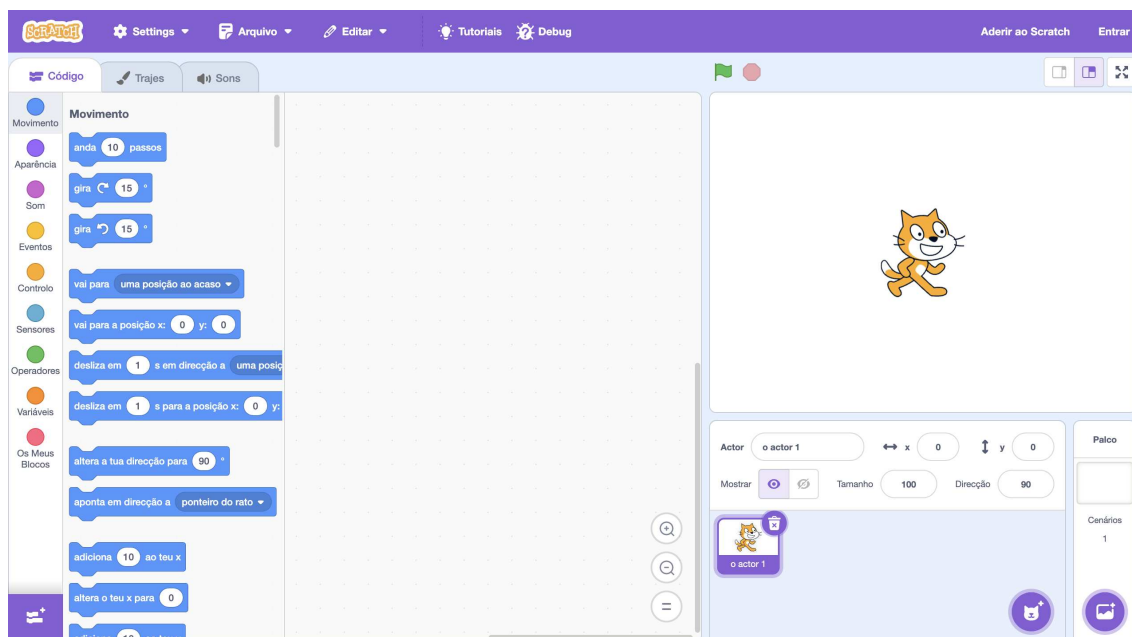 SCRATCH Settings Arquivo Editar Tutoriais Debug Aderir ao Scratch Entrar
Código Trajes Sons
Movimento
Aparência
Som
Eventos
Controlo
Sensores
Operadores
Variáveis
Os Meus
Blocos
Movimento
anda 10 passos
gira 15 °
gira 15 °
vai para uma posição ao acaso
vai para a posição x: 0 y: 0
desliza em 1 s em direcção a uma posiç
desliza em 1 s para a posição x: 0 y:
altera a tua direcção para 90 °
aponta em direcção a ponteiro do rato
adiciona 10 ao teu x
altera o teu x para 0
Actor o actor 1 x 0 y 0
Mostrar Tamanho 100 Direcção 90
o actor 1
Palco
Cenários
1